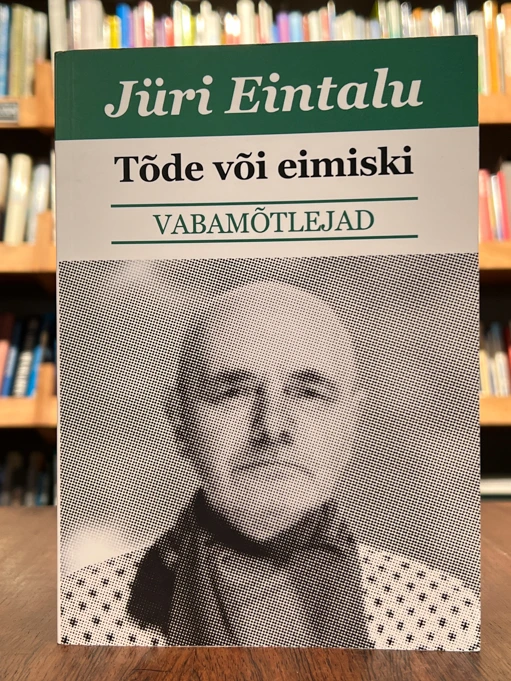 Jüri Eintalu
Tõde või eimiski
VABAMÕTLEJAD